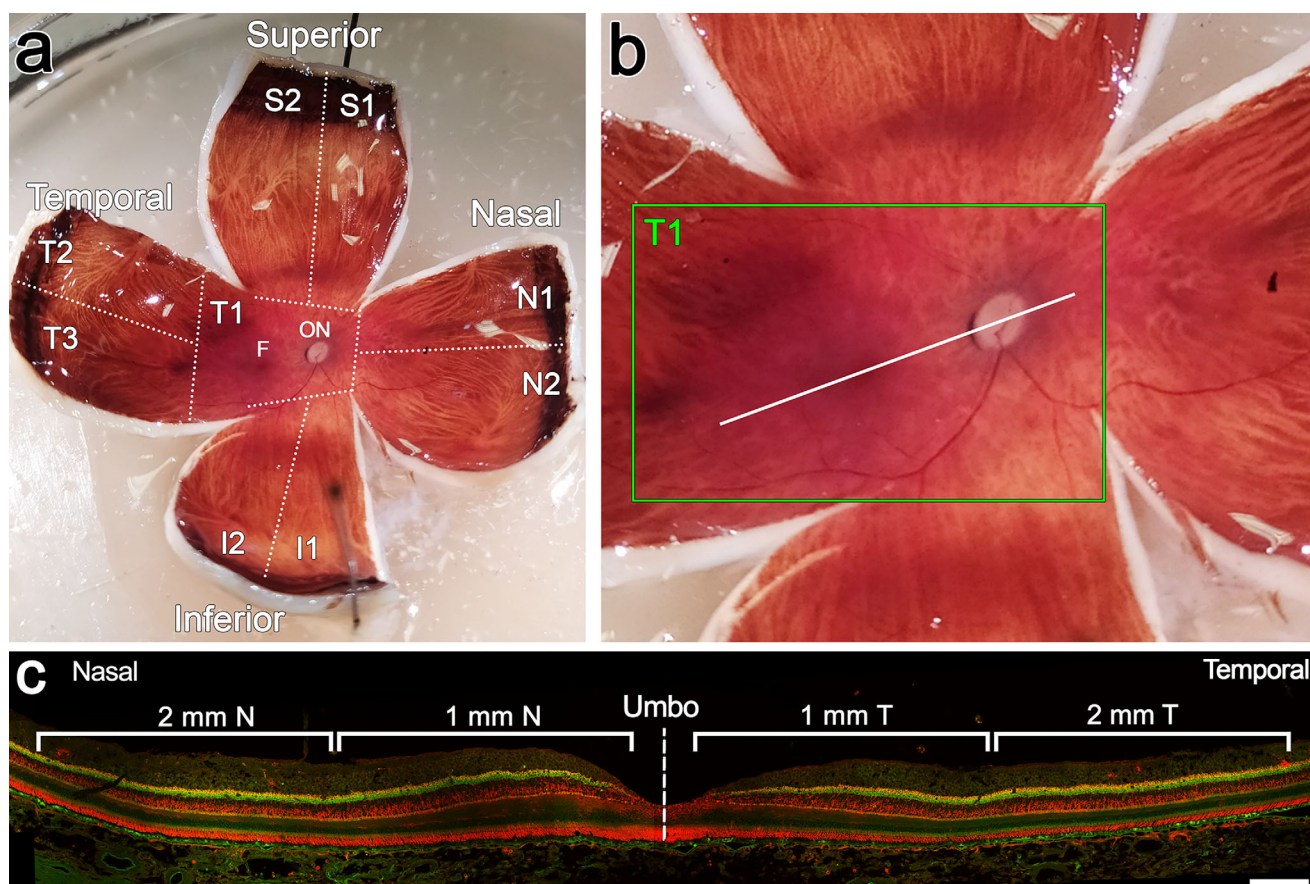 a
Superior
S2
S1
Temporal
Nasal
T2
T1
N1
T3
ON
F
N2
I2
I1
Inferior
b
T1
c
Nasal
Temporal
2 mm N
1 mm N
Umbo
1 mm T
2 mm T